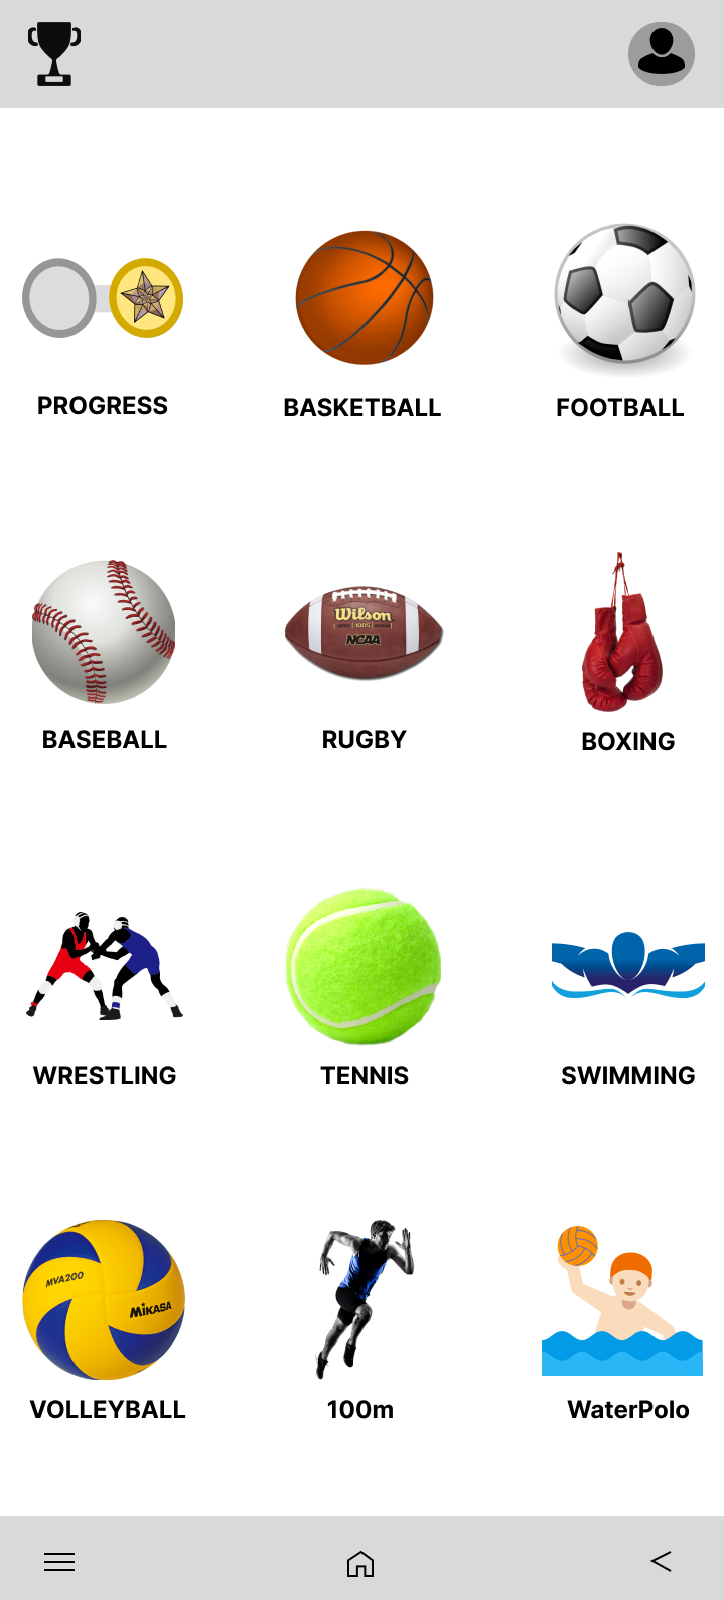 PROGRESS
BASKETBALL
FOOTBALL
Wilson
KIDS
NCAA
BASEBALL
RUGBY
BOXING
WRESTLING
TENNIS
SWIMMING
MVA200
MiKASA
VOLLEYBALL
100m
WaterPolo